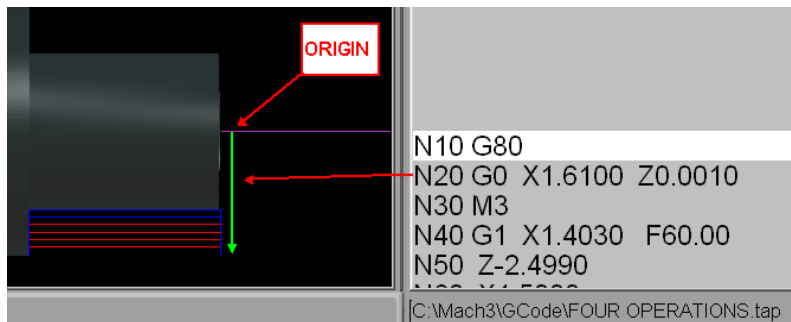 ORIGIN
N10 G80
N20 G0 X1.6100 Z0.0010
N30 M3
N40 G1 X1.4030 F60.00
N50 Z-2.4990
C:\Mach3\GCode\FOUR OPERATIONS.tap